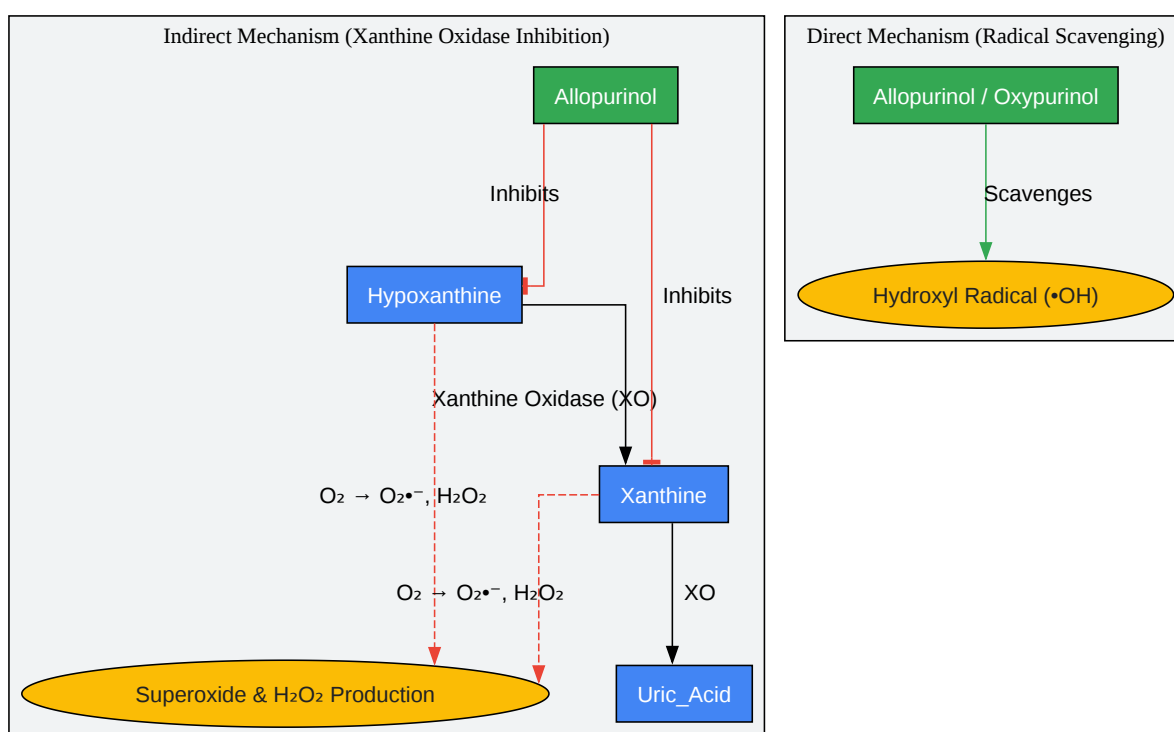 Indirect Mechanism (Xanthine Oxidase Inhibition)
Allopurinol
Inhibits
Hypoxanthine
Inhibits
Xanthine Oxidase (XO)
O₂ → O₂•⁻, H₂O₂
Xanthine
O₂ → O₂•⁻, H₂O₂
XO
Superoxide & H₂O₂ Production
Uric_Acid
Direct Mechanism (Radical Scavenging)
Allopurinol / Oxypurinol
Scavenges
Hydroxyl Radical (•OH)